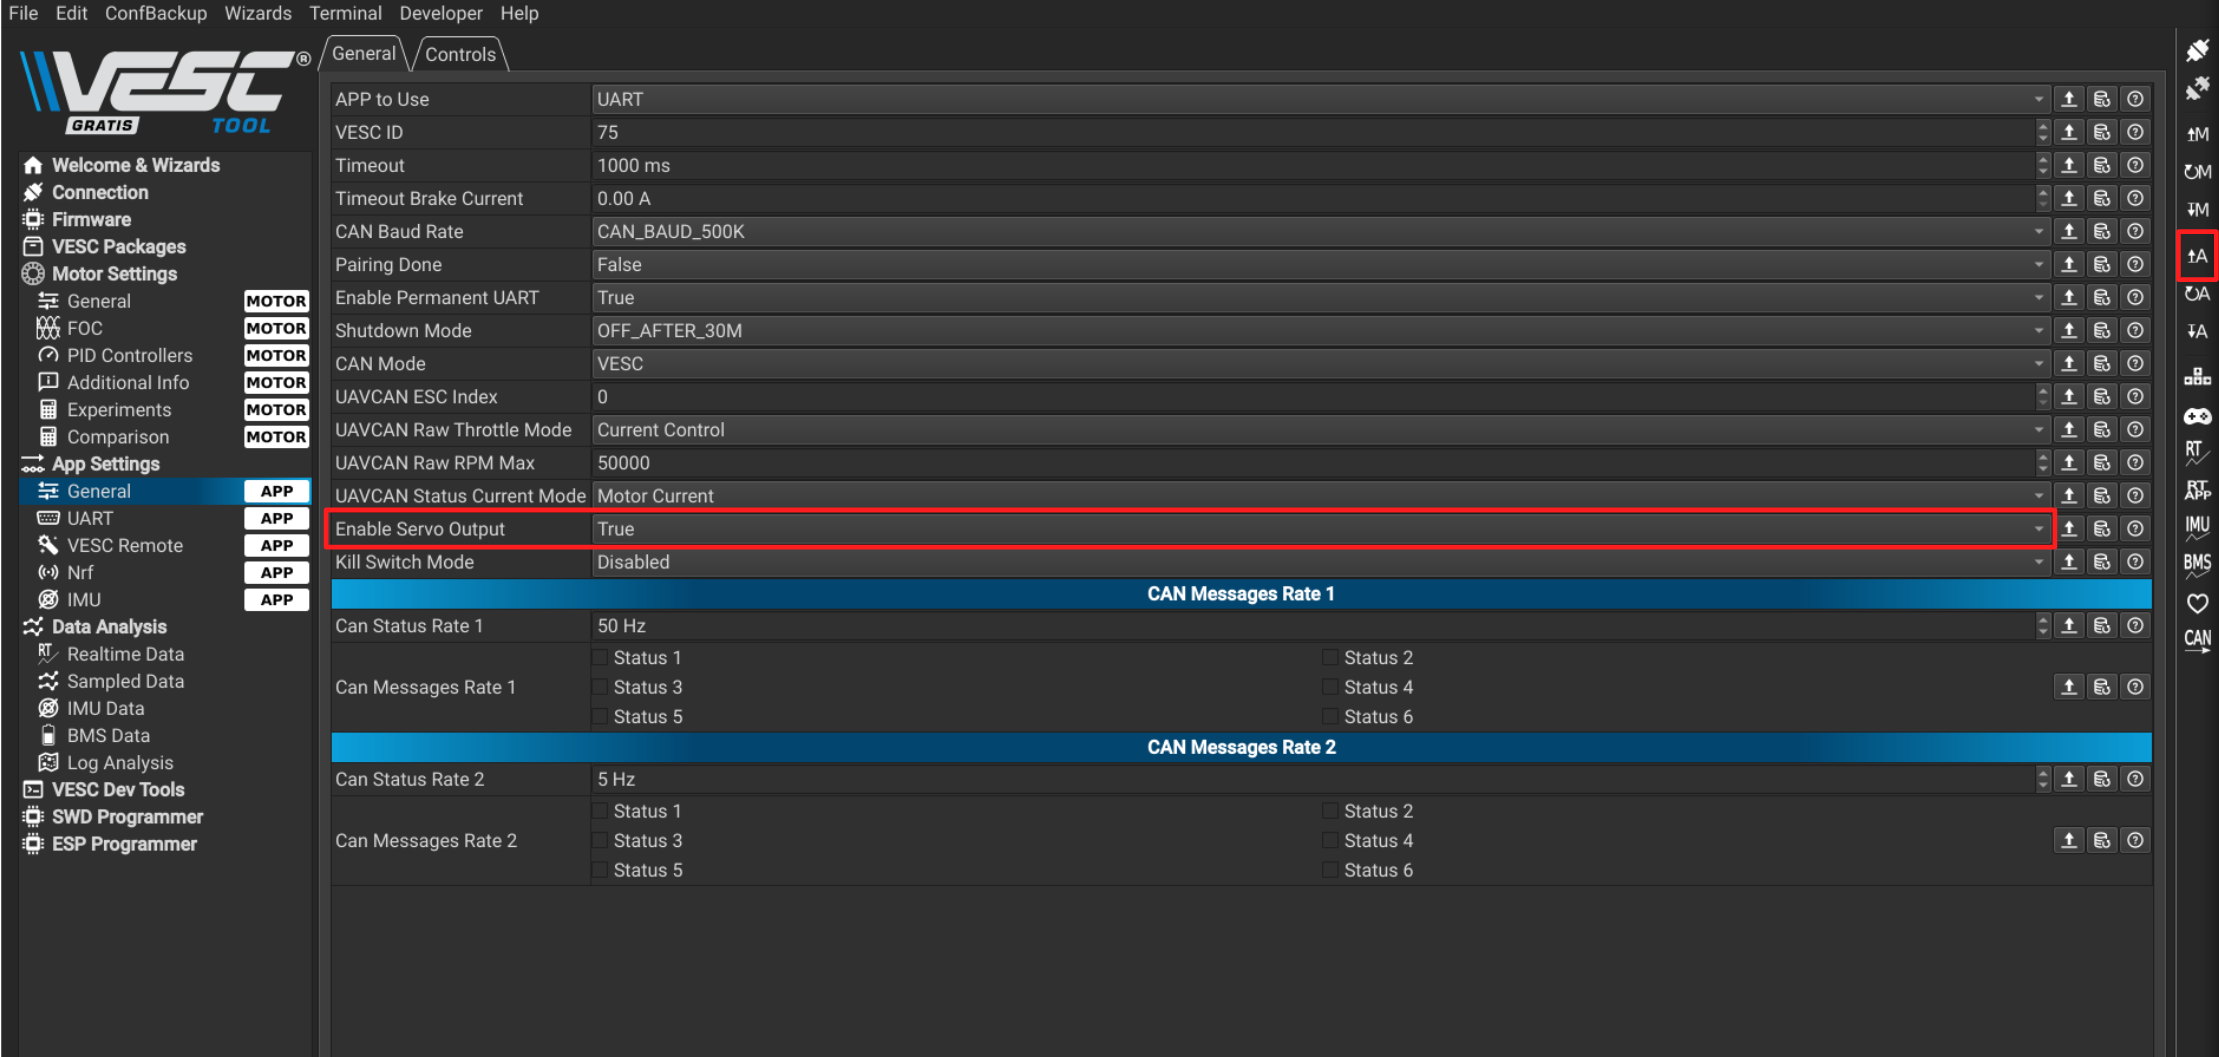 File Edit ConfBackup Wizards Terminal Developer Help
VESC ®
GRATIS TOOL
Welcome & Wizards
Connection
Firmware
VESC Packages
Motor Settings
General MOTOR
FOC MOTOR
PID Controllers MOTOR
Additional Info MOTOR
Experiments MOTOR
Comparison MOTOR
App Settings
General APP
UART APP
VESC Remote APP
Nrf APP
IMU APP
Data Analysis
RT Realtime Data
Sampled Data
IMU Data
BMS Data
Log Analysis
VESC Dev Tools
SWD Programmer
ESP Programmer
General Controls
APP to Use UART
VESC ID 75
Timeout 1000 ms
Timeout Brake Current 0.00 A
CAN Baud Rate CAN_BAUD_500K
Pairing Done False
Enable Permanent UART True
Shutdown Mode OFF_AFTER_30M
CAN Mode VESC
UAVCAN ESC Index 0
UAVCAN Raw Throttle Mode Current Control
UAVCAN Raw RPM Max 50000
UAVCAN Status Current Mode Motor Current
Enable Servo Output True
Kill Switch Mode Disabled
CAN Messages Rate 1
Can Status Rate 1 50 Hz
Can Messages Rate 1
Status 1 Status 2
Status 3 Status 4
Status 5 Status 6
CAN Messages Rate 2
Can Status Rate 2 5 Hz
Can Messages Rate 2
Status 1 Status 2
Status 3 Status 4
Status 5 Status 6
M
M
M
A
A
A
RT
RT
APP
IMU
BMS
CAN